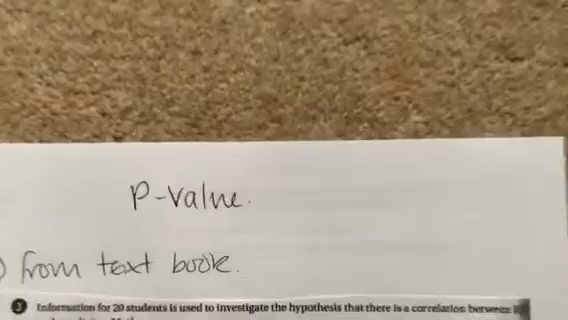 P-value.
) from text book.
3 Information for 20 students is used to investigate the hypothesis that there is a correlation between